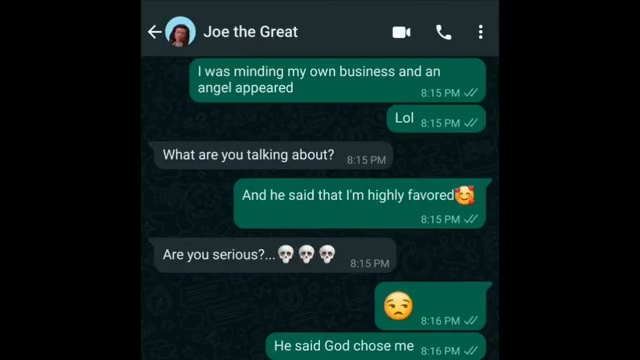 Joe the Great
I was minding my own business and an
angel appeared
8:15 PM
Lol
8:15 PM
What are you talking about?
8:15 PM
And he said that I'm highly favored🥰
8:15 PM
Are you serious?...💀💀💀
8:15 PM
😒
8:16 PM
He said God chose me
8:16 PM